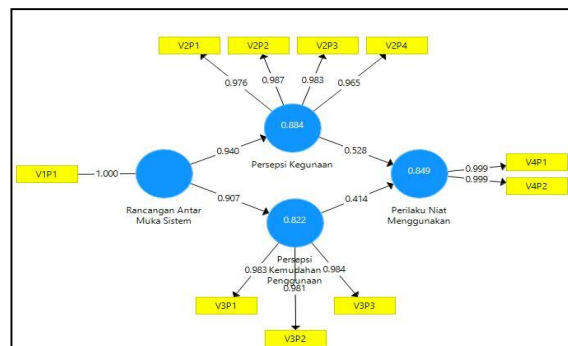 V2P1 V2P2 V2P3 V2P4
0.976 0.987 0.983 0.965
0.884
Persepsi Kegunaan
0.940 0.528
V1P1 1.000
Rancangan Antar
Muka Sistem
0.849
Perilaku Niat
Menggunakan
0.999 V4P1
0.999 V4P2
0.907 0.414
0.822
Persepsi
Kemudahan
Penggunaan
0.983 0.981 0.984
V3P1 V3P2 V3P3